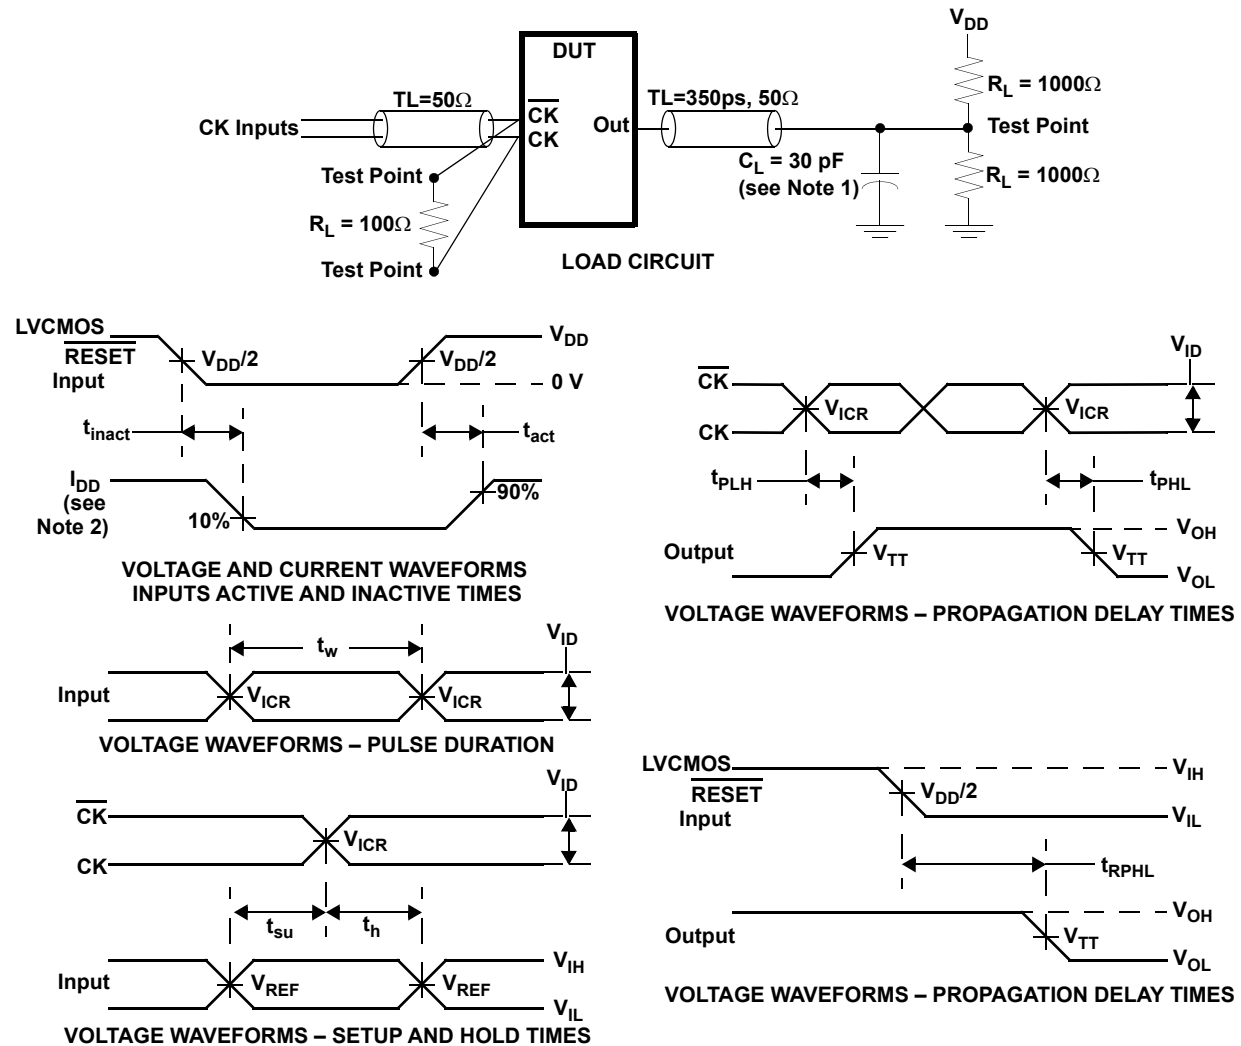 V_DD
DUT
R_L = 1000Ω
TL=50Ω
TL=350ps, 50Ω
CK Inputs
C̅K̅
CK
Out
Test Point
C_L = 30 pF
(see Note 1)
R_L = 1000Ω
Test Point
R_L = 100Ω
Test Point
LOAD CIRCUIT
LVCMOS
R̅E̅S̅E̅T̅
Input
V_DD/2
V_DD/2
V_DD
0 V
t_inact
t_act
I_DD
(see
Note 2)
10%
90%
VOLTAGE AND CURRENT WAVEFORMS
INPUTS ACTIVE AND INACTIVE TIMES
t_w
V_ID
Input
V_ICR
V_ICR
VOLTAGE WAVEFORMS – PULSE DURATION
V_ID
C̅K̅
V_ICR
CK
t_su
t_h
Input
V_REF
V_REF
V_IH
V_IL
VOLTAGE WAVEFORMS – SETUP AND HOLD TIMES
V_ID
C̅K̅
V_ICR
V_ICR
CK
t_PLH
t_PHL
Output
V_TT
V_TT
V_OH
V_OL
VOLTAGE WAVEFORMS – PROPAGATION DELAY TIMES
LVCMOS
R̅E̅S̅E̅T̅
Input
V_DD/2
V_IH
V_IL
t_RPHL
Output
V_TT
V_OH
V_OL
VOLTAGE WAVEFORMS – PROPAGATION DELAY TIMES